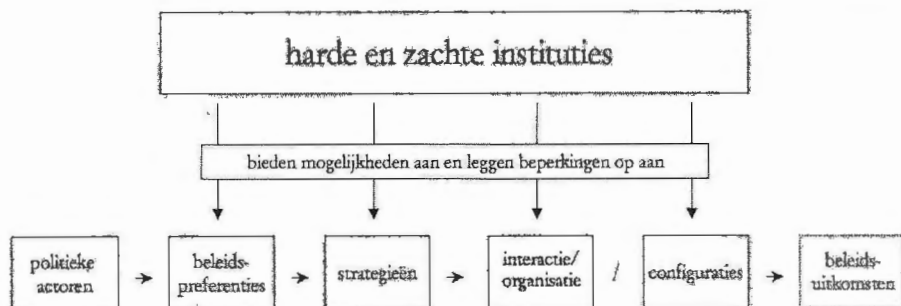 harde en zachte instituties
bieden mogelijkheden aan en leggen beperkingen op aan
politieke
actoren
beleids-
preferenties
strategieën
interactie/
organisatie
/
configuraties
beleids-
uitkomsten